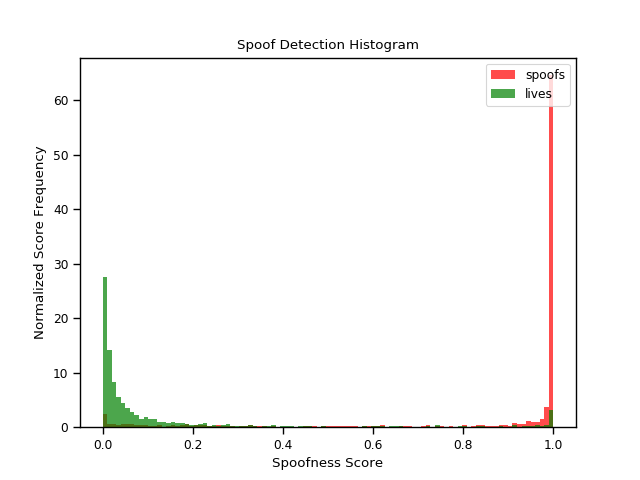 Spoof Detection Histogram
spoofs
lives
Normalized Score Frequency
60
50
40
30
20
10
0
0.0 0.2 0.4 0.6 0.8 1.0
Spoofness Score